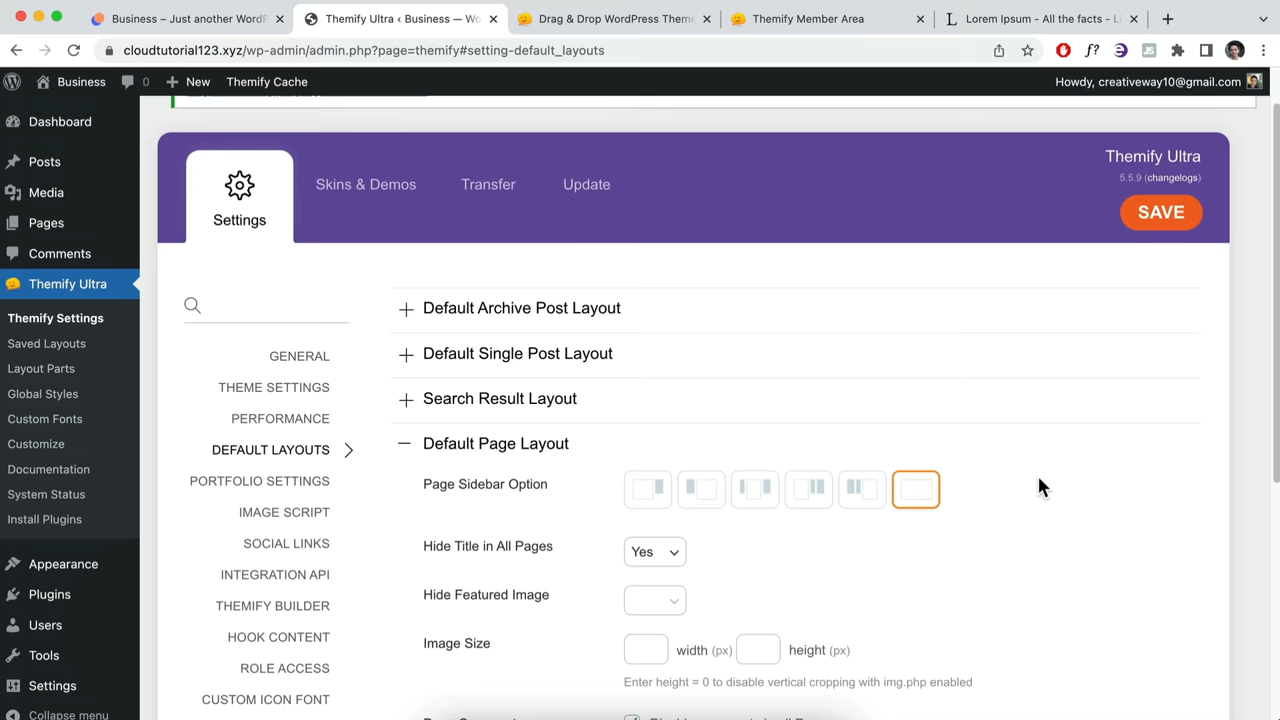 Business – Just another WordP
Themify Ultra ‹ Business — Wo
Drag & Drop WordPress Theme
Themify Member Area
Lorem Ipsum - All the facts - Li
cloudtutorial123.xyz/wp-admin/admin.php?page=themify#setting-default_layouts
Business
0
New
Themify Cache
Howdy, creativeway10@gmail.com
Dashboard
Posts
Media
Pages
Comments
Themify Ultra
Themify Settings
Saved Layouts
Layout Parts
Global Styles
Custom Fonts
Customize
Documentation
System Status
Install Plugins
Appearance
Plugins
Users
Tools
Settings
Collapse menu
Settings
Skins & Demos
Transfer
Update
Themify Ultra
5.5.9 (changelogs)
SAVE
GENERAL
THEME SETTINGS
PERFORMANCE
DEFAULT LAYOUTS
PORTFOLIO SETTINGS
IMAGE SCRIPT
SOCIAL LINKS
INTEGRATION API
THEMIFY BUILDER
HOOK CONTENT
ROLE ACCESS
CUSTOM ICON FONT
Default Archive Post Layout
Default Single Post Layout
Search Result Layout
Default Page Layout
Page Sidebar Option
Hide Title in All Pages
Yes
Hide Featured Image
Image Size
width (px)
height (px)
Enter height = 0 to disable vertical cropping with img.php enabled